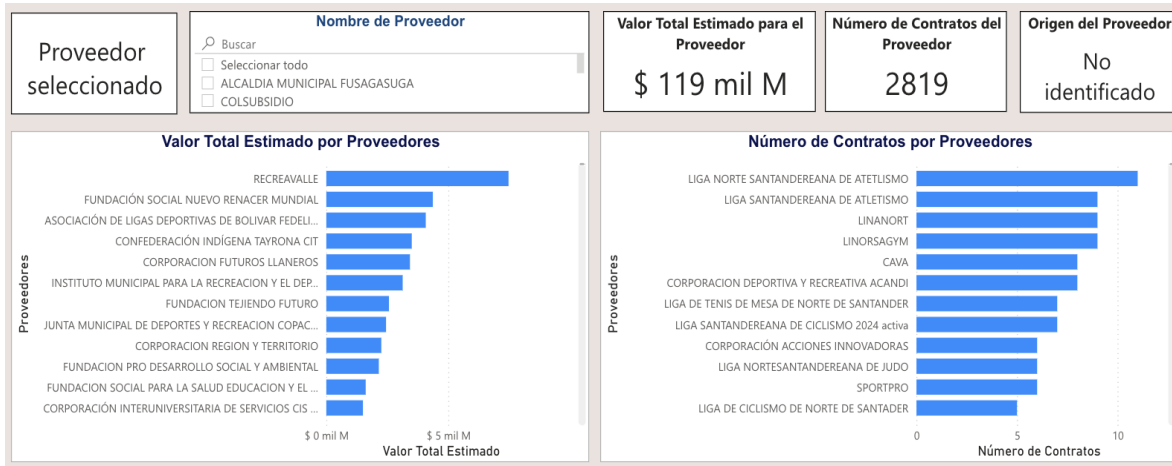 Proveedor
seleccionado
Nombre de Proveedor
Buscar
Seleccionar todo
ALCALDIA MUNICIPAL FUSAGASUGA
COLSUBSIDIO
Valor Total Estimado para el
Proveedor
$ 119 mil M
Número de Contratos del
Proveedor
2819
Origen del Proveedor
No
identificado
Valor Total Estimado por Proveedores
Proveedores
RECREAVALLE
FUNDACIÓN SOCIAL NUEVO RENACER MUNDIAL
ASOCIACIÓN DE LIGAS DEPORTIVAS DE BOLIVAR FEDELI...
CONFEDERACIÓN INDÍGENA TAYRONA CIT
CORPORACION FUTUROS LLANEROS
INSTITUTO MUNICIPAL PARA LA RECREACION Y EL DEP...
FUNDACION TEJIENDO FUTURO
JUNTA MUNICIPAL DE DEPORTES Y RECREACION COPAC...
CORPORACION REGION Y TERRITORIO
FUNDACION PRO DESARROLLO SOCIAL Y AMBIENTAL
FUNDACION SOCIAL PARA LA SALUD EDUCACION Y EL ...
CORPORACIÓN INTERUNIVERSITARIA DE SERVICIOS CIS ...
$ 0 mil M
$ 5 mil M
Valor Total Estimado
Número de Contratos por Proveedores
Proveedores
LIGA NORTE SANTANDEREANA DE ATETLISMO
LIGA SANTANDEREANA DE ATLETISMO
LINANORT
LINORSAGYM
CAVA
CORPORACION DEPORTIVA Y RECREATIVA ACANDI
LIGA DE TENIS DE MESA DE NORTE DE SANTANDER
LIGA SANTANDEREANA DE CICLISMO 2024 activa
CORPORACIÓN ACCIONES INNOVADORAS
LIGA NORTESANTANDEREANA DE JUDO
SPORTPRO
LIGA DE CICLISMO DE NORTE DE SANTADER
0
5
10
Número de Contratos